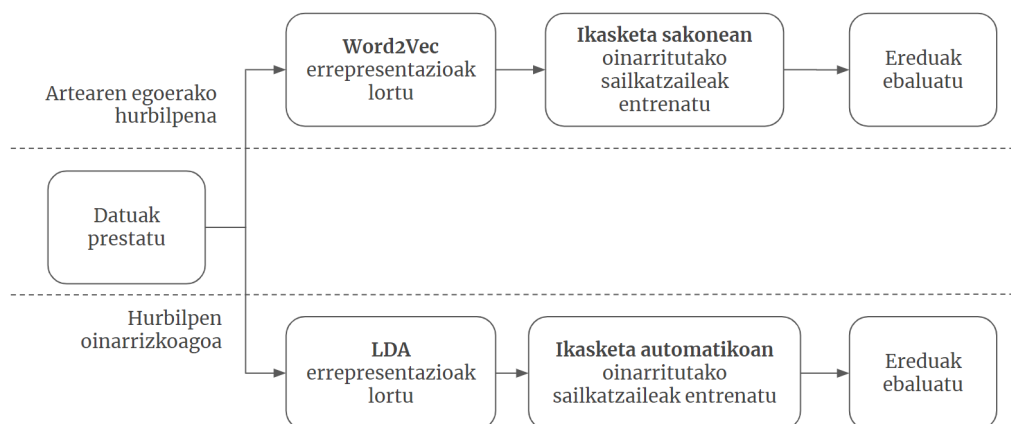 Word2Vec
errepresentazioak
lortu
Ikasketa sakonean
oinarritutako
sailkatzaileak
entrenatu
Ereduak
ebaluatu
Artearen egoerako
hurbilpena
Datuak
prestatu
Hurbilpen
oinarrizkoagoa
LDA
errepresentazioak
lortu
Ikasketa automatikoan
oinarritutako
sailkatzaileak entrenatu
Ereduak
ebaluatu